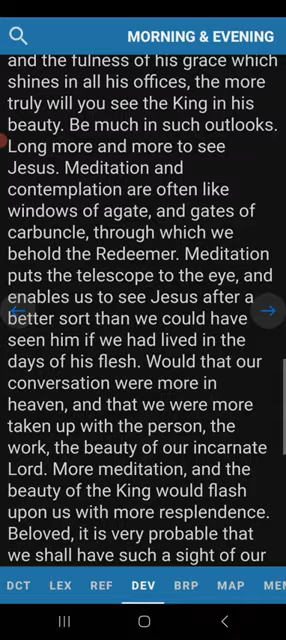 MORNING & EVENING
and the fulness of his grace which
shines in all his offices, the more
truly will you see the King in his
beauty. Be much in such outlooks.
Long more and more to see
Jesus. Meditation and
contemplation are often like
windows of agate, and gates of
carbuncle, through which we
behold the Redeemer. Meditation
puts the telescope to the eye, and
enables us to see Jesus after a
better sort than we could have
seen him if we had lived in the
days of his flesh. Would that our
conversation were more in
heaven, and that we were more
taken up with the person, the
work, the beauty of our incarnate
Lord. More meditation, and the
beauty of the King would flash
upon us with more resplendence.
Beloved, it is very probable that
we shall have such a sight of our
DCT LEX REF DEV BRP MAP MEM